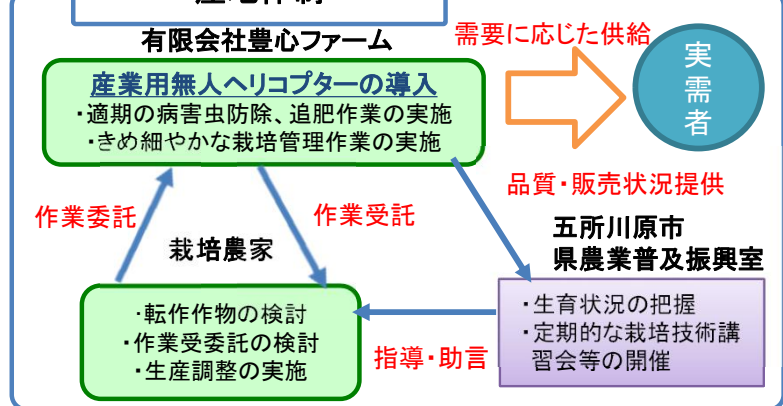 有限会社豊心ファーム
需要に応じた供給
産業用無人ヘリコプターの導入
・適期の病害虫防除、追肥作業の実施
・きめ細やかな栽培管理作業の実施
実
需
者
作業委託
作業受託
品質・販売状況提供
栽培農家
五所川原市
県農業普及振興室
・転作作物の検討
・作業受委託の検討
・生産調整の実施
指導・助言
・生育状況の把握
・定期的な栽培技術講
習会等の開催